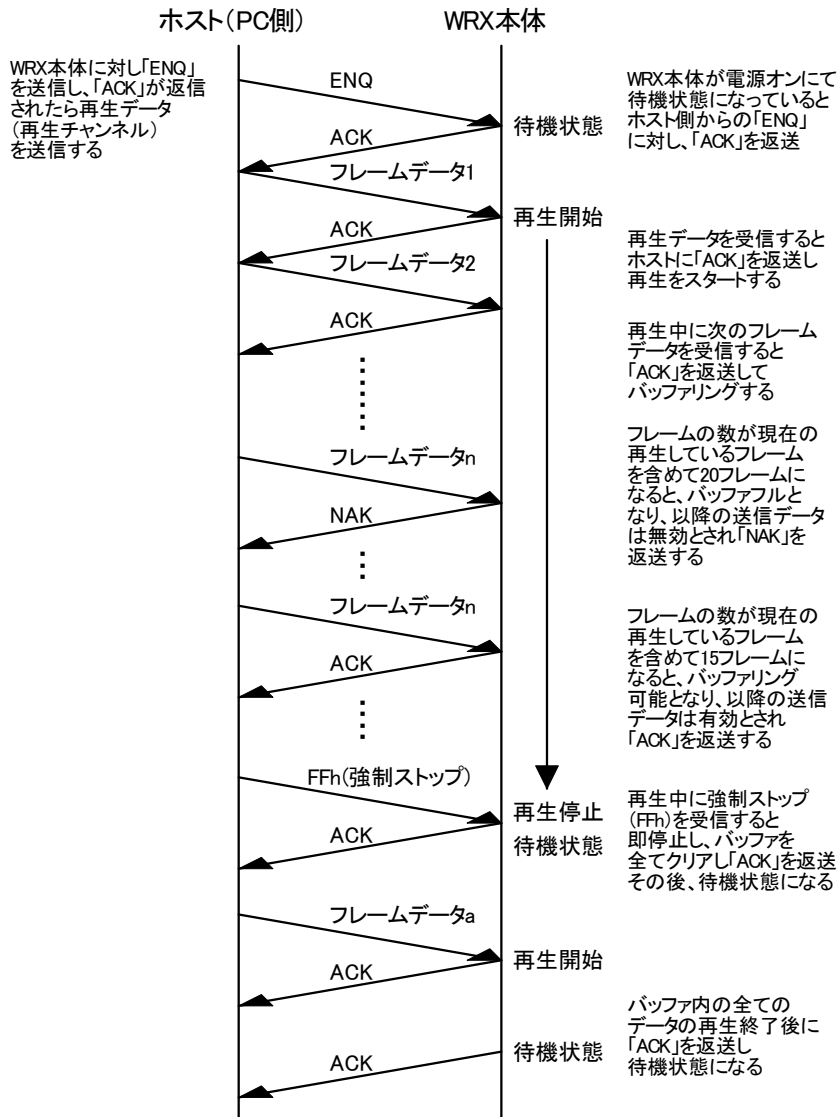 ホスト(PC側)
WRX本体
WRX本体に対し「ENQ」
を送信し、「ACK」が返信
されたら再生データ
(再生チャンネル)
を送信する
ENQ
待機状態
WRX本体が電源オンにて
待機状態になっていると
ホスト側からの「ENQ」
に対し、「ACK」を返送
ACK
フレームデータ1
再生開始
ACK
再生データを受信すると
ホストに「ACK」を返送し
再生をスタートする
フレームデータ2
ACK
再生中に次のフレーム
データを受信すると
「ACK」を返送して
バッファリングする
フレームデータn
NAK
フレームの数が現在の
再生しているフレーム
を含めて20フレームに
なると、バッファフルと
なり、以降の送信データ
は無効とされ「NAK」を
返送する
フレームデータn
ACK
フレームの数が現在の
再生しているフレーム
を含めて15フレームに
なると、バッファリング
可能となり、以降の送信
データは有効とされ
「ACK」を返送する
FFh(強制ストップ)
再生停止
待機状態
ACK
再生中に強制ストップ
(FFh)を受信すると
即停止し、バッファを
全てクリアし「ACK」を返送
その後、待機状態になる
フレームデータa
再生開始
ACK
待機状態
ACK
バッファ内の全ての
データの再生終了後に
「ACK」を返送し
待機状態になる